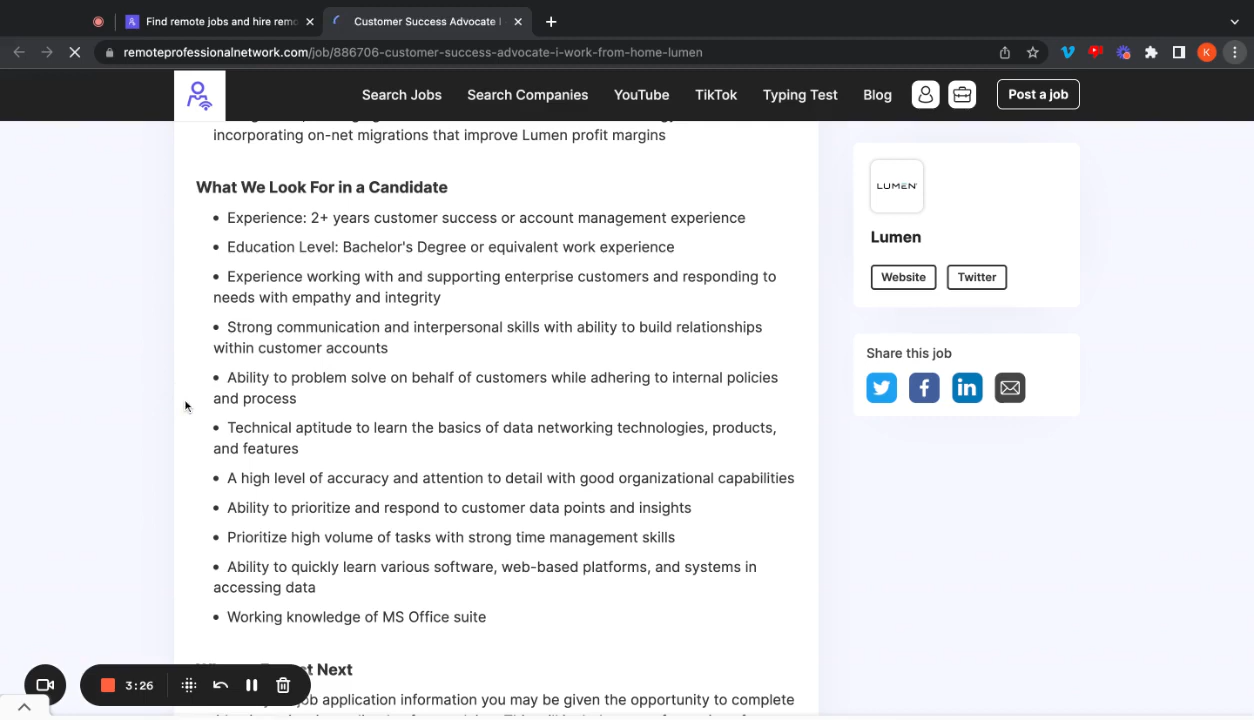 Find remote jobs and hire remo
Customer Success Advocate
remoteprofessionalnetwork.com/job/886706-customer-success-advocate-i-work-from-home-lumen
K
Search Jobs
Search Companies
YouTube
TikTok
Typing Test
Blog
Post a job
incorporating on-net migrations that improve Lumen profit margins
What We Look For in a Candidate
• Experience: 2+ years customer success or account management experience
• Education Level: Bachelor's Degree or equivalent work experience
• Experience working with and supporting enterprise customers and responding to
needs with empathy and integrity
• Strong communication and interpersonal skills with ability to build relationships
within customer accounts
• Ability to problem solve on behalf of customers while adhering to internal policies
and process
• Technical aptitude to learn the basics of data networking technologies, products,
and features
• A high level of accuracy and attention to detail with good organizational capabilities
• Ability to prioritize and respond to customer data points and insights
• Prioritize high volume of tasks with strong time management skills
• Ability to quickly learn various software, web-based platforms, and systems in
accessing data
• Working knowledge of MS Office suite
Next
job application information you may be given the opportunity to complete
LUMEN
Lumen
Website
Twitter
Share this job
3:26